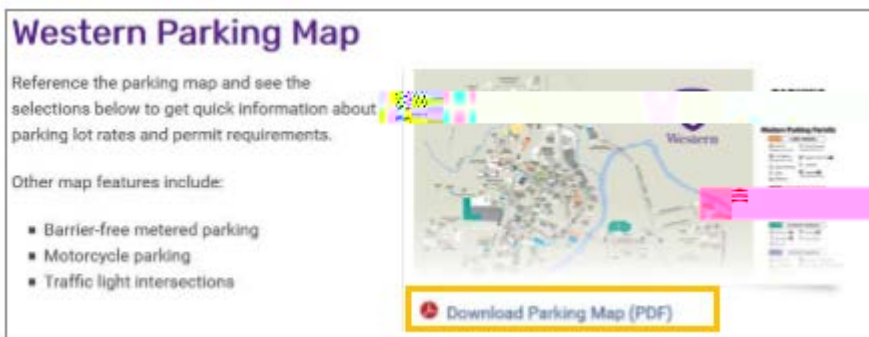 Western Parking Map
Reference the parking map and see the
selections below to get quick information about
parking lot rates and permit requirements.
Other map features include:
▪ Barrier-free metered parking
▪ Motorcycle parking
▪ Traffic light intersections
Western
Western Parking Permits
Download Parking Map (PDF)